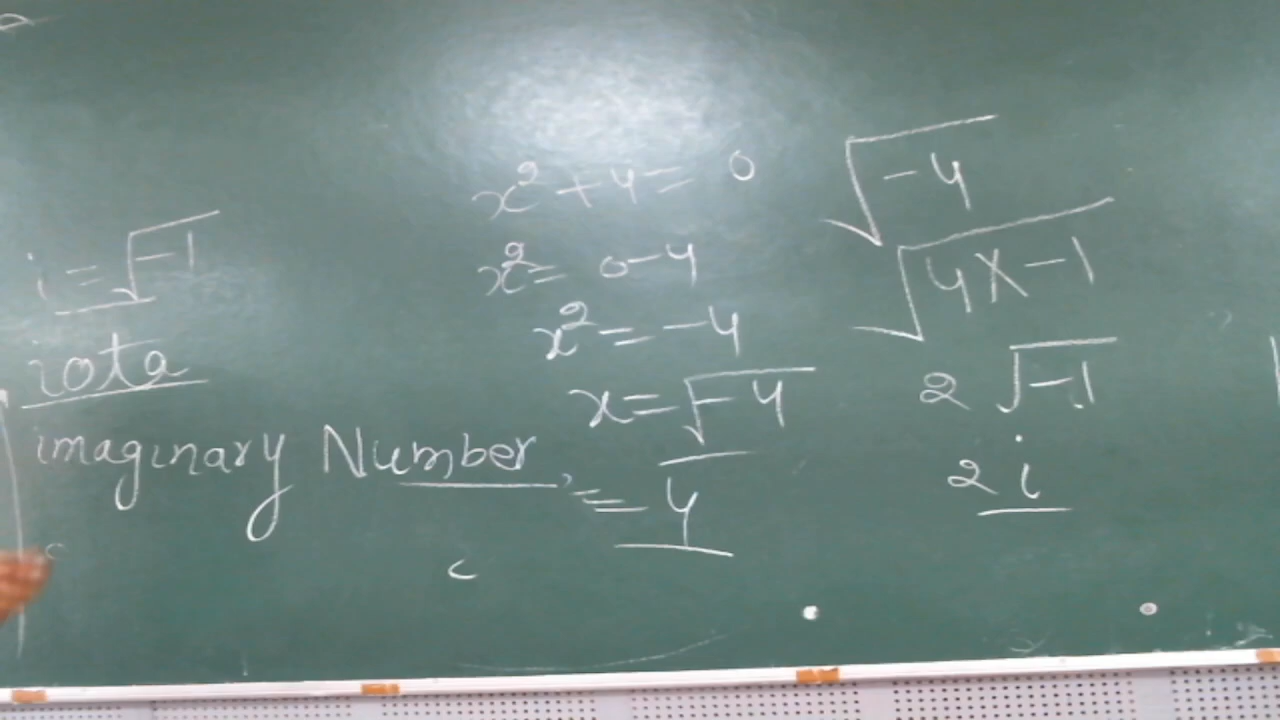 i = √-1
iota
imaginary Number
x² + 4 = 0
x² = 0-4
x² = -4
x = √-4
= 4
√-4
√4X-1
2 √-1
2i